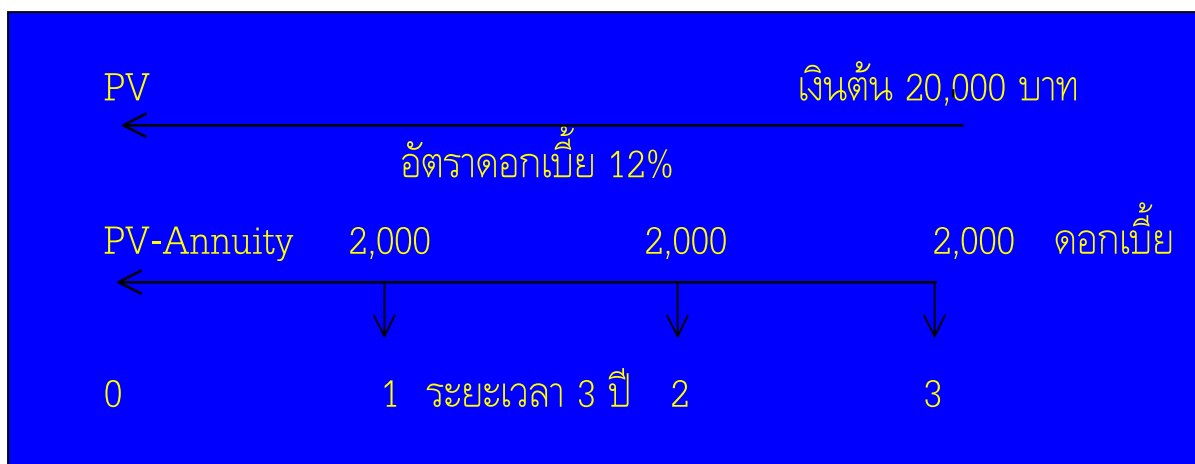 PV เงินต้น 20,000 บาท
อัตราดอกเบี้ย 12%
PV-Annuity 2,000 2,000 2,000 ดอกเบี้ย
0 1 ระยะเวลา 3 ปี 2 3